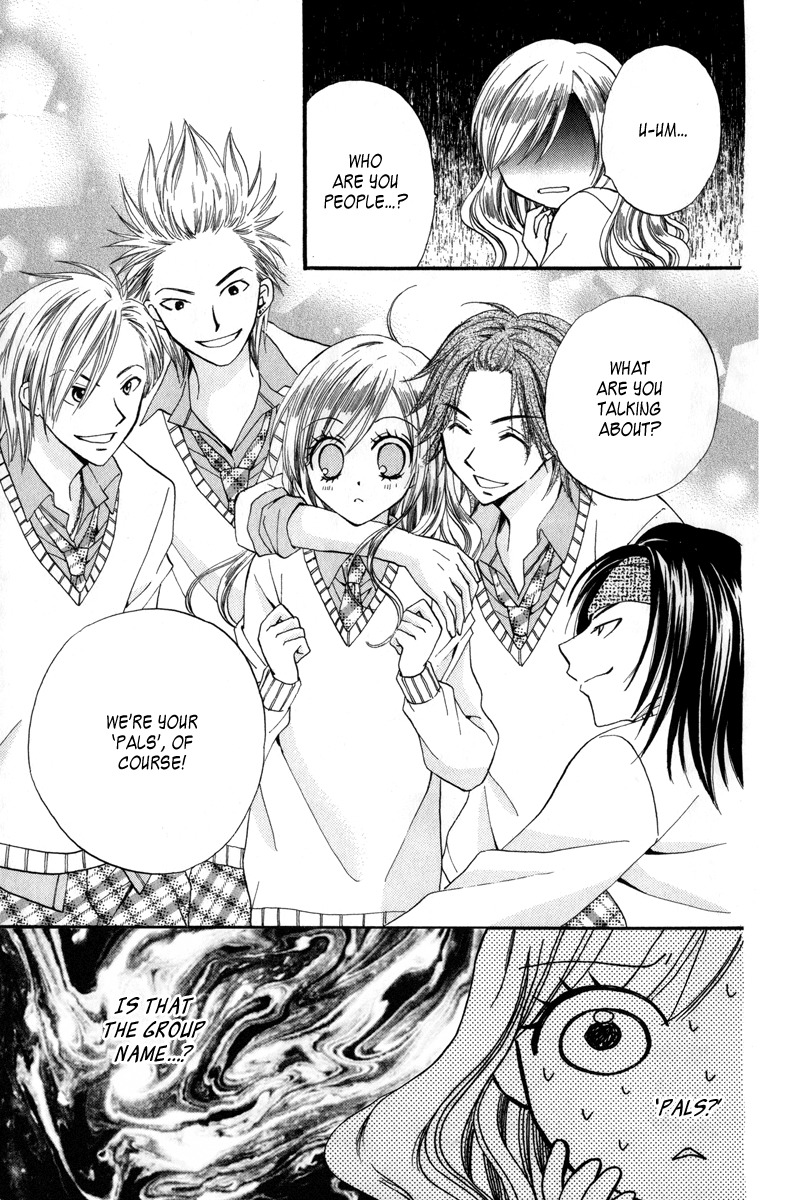 U-UM...
WHO
ARE YOU
PEOPLE...?
WHAT
ARE YOU
TALKING
ABOUT?
WE'RE YOUR
'PALS', OF
COURSE!
'PALS?'
IS THAT
THE GROUP
NAME....?